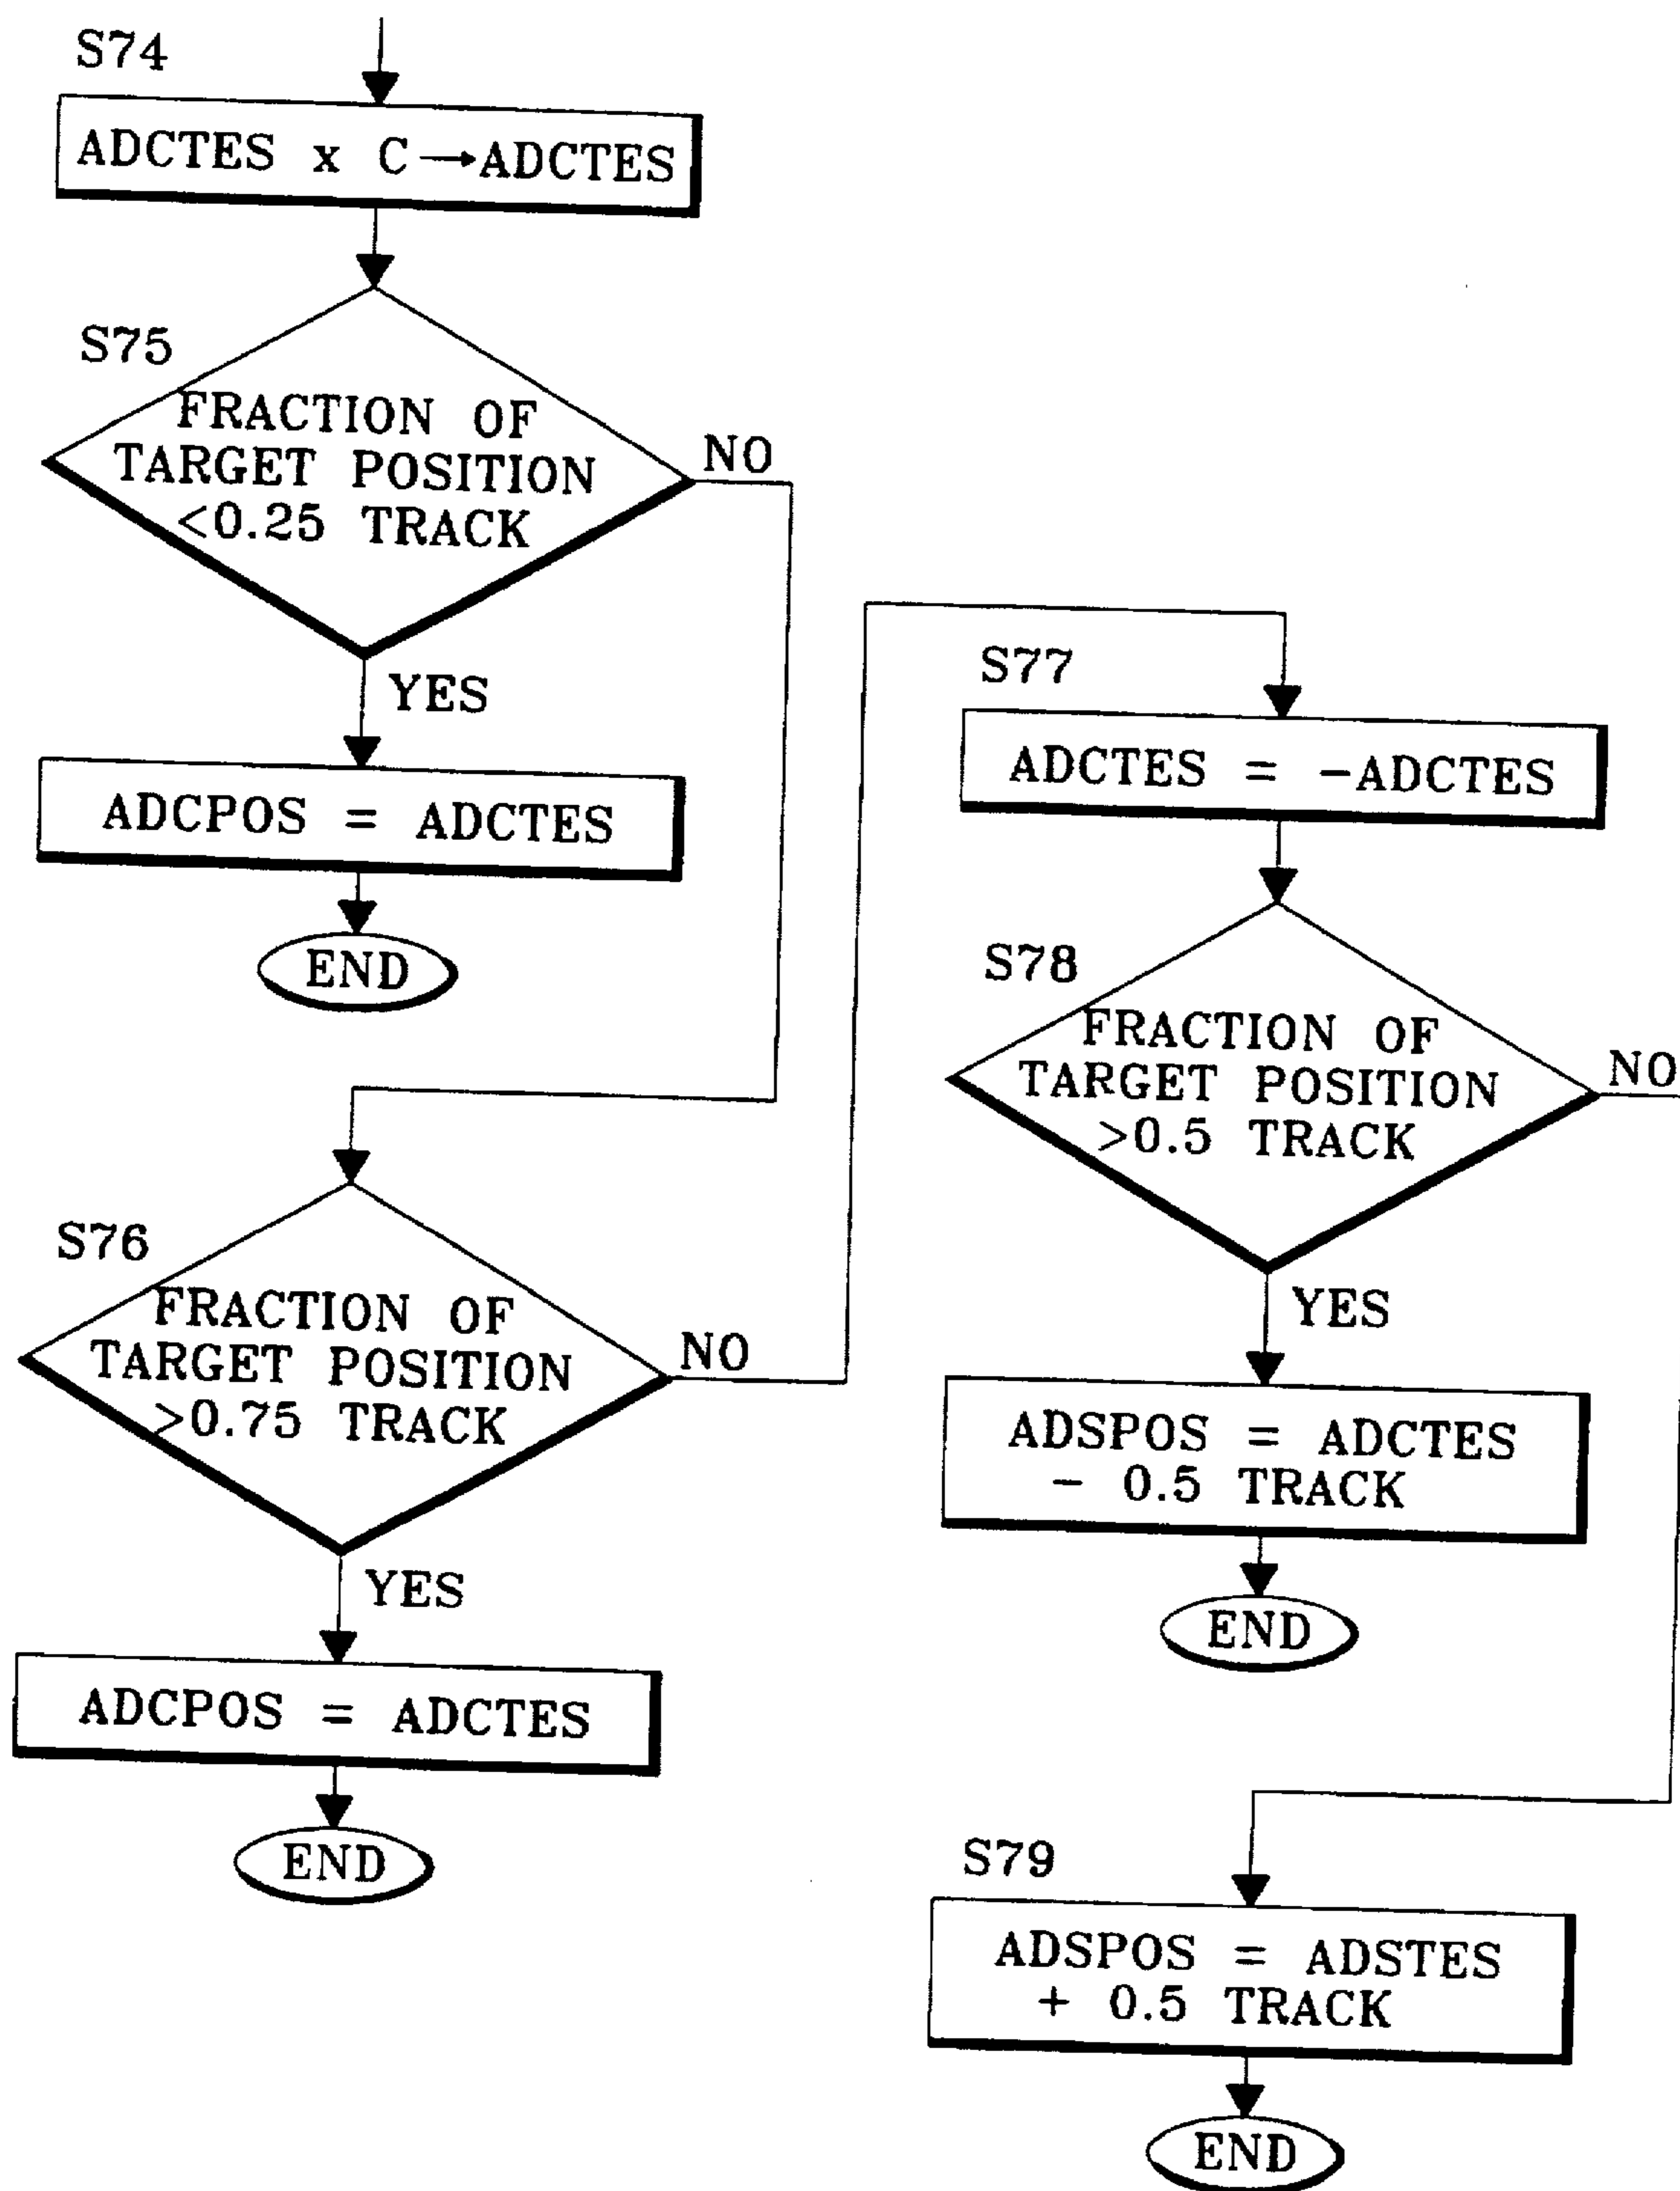 S74
ADCTES x C→ADCTES
S75
FRACTION OF
TARGET POSITION
<0.25 TRACK
NO
YES
ADCPOS = ADCTES
END
S76
FRACTION OF
TARGET POSITION
>0.75 TRACK
NO
YES
ADCPOS = ADCTES
END
S77
ADCTES = -ADCTES
S78
FRACTION OF
TARGET POSITION
>0.5 TRACK
NO
YES
ADSPOS = ADCTES
- 0.5 TRACK
END
S79
ADSPOS = ADSTES
+ 0.5 TRACK
END